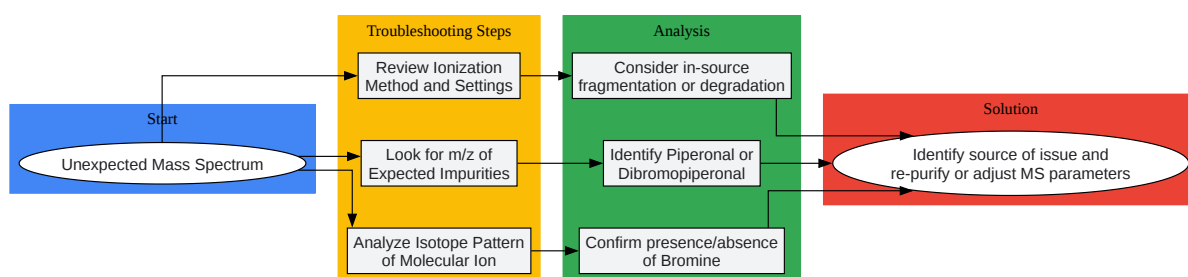 Troubleshooting Steps
Analysis
Review Ionization
Method and Settings
Consider in-source
fragmentation or degradation
Start
Solution
Unexpected Mass Spectrum
Look for m/z of
Expected Impurities
Identify Piperonal or
Dibromopiperonal
Identify source of issue and
re-purify or adjust MS parameters
Analyze Isotope Pattern
of Molecular Ion
Confirm presence/absence
of Bromine